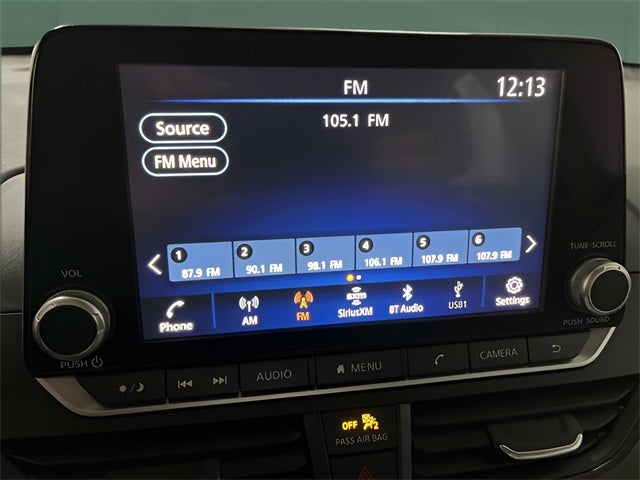 FM 12:13
Source 105.1 FM
FM Menu
1 2 3 4 5 6
87.9 FM 90.1 FM 98.1 FM 106.1 FM 107.9 FM 107.9 FM
Phone AM FM SiriusXM BT Audio USB1 Settings
VOL TUNE·SCROLL
PUSH PUSH SOUND
AUDIO MENU CAMERA
OFF 2
PASS AIR BAG